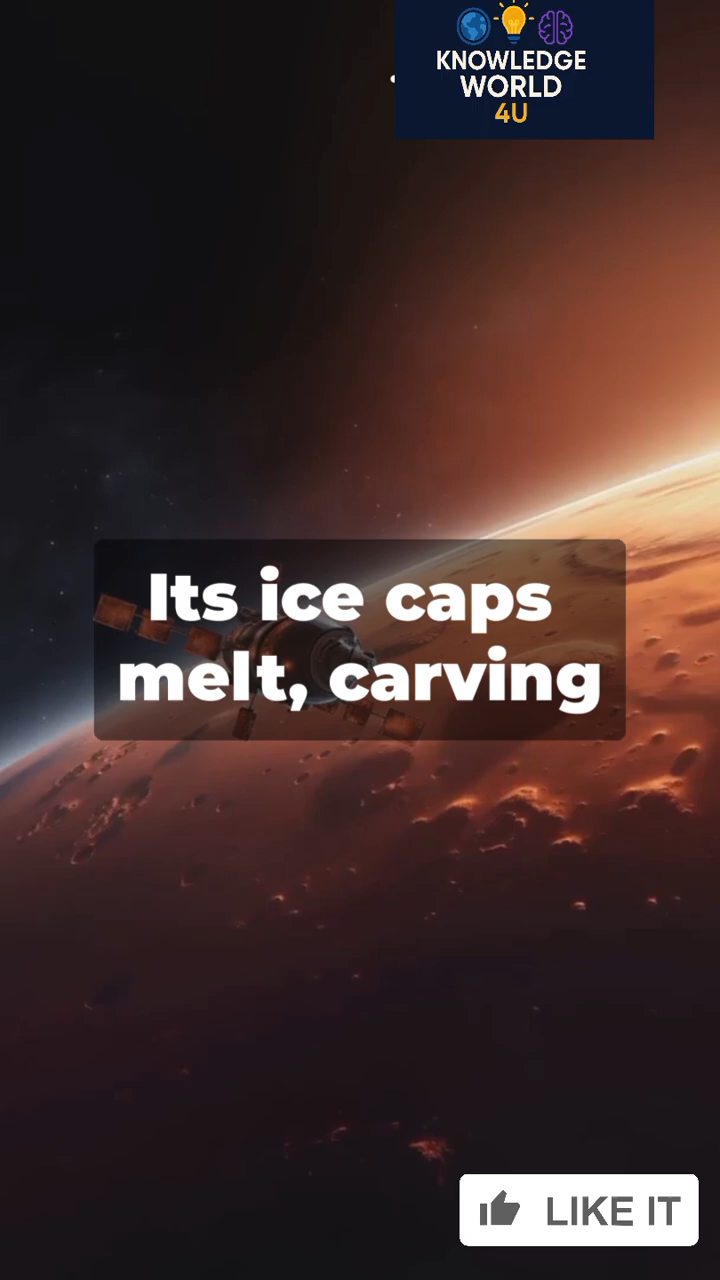 KNOWLEDGE
WORLD
4U
Its ice caps
melt, carving
LIKE IT